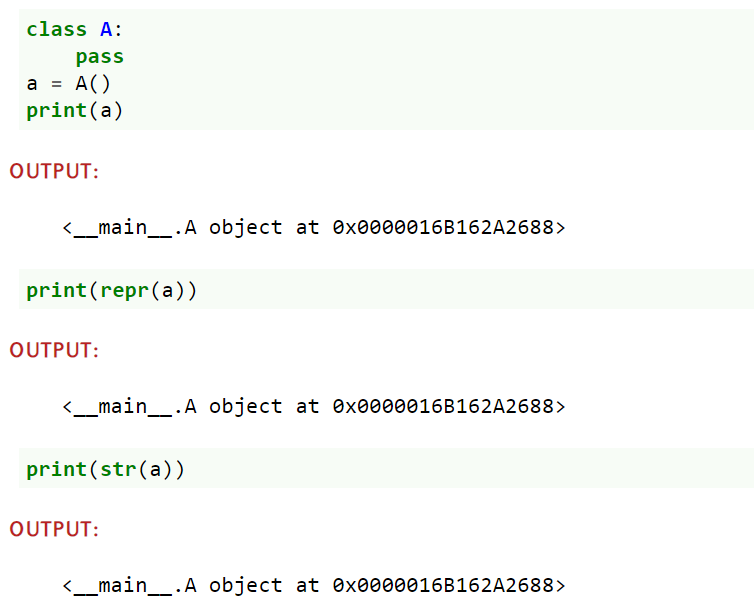 class A:
    pass
a = A()
print(a)
OUTPUT:
<__main__.A object at 0x0000016B162A2688>
print(repr(a))
OUTPUT:
<__main__.A object at 0x0000016B162A2688>
print(str(a))
OUTPUT:
<__main__.A object at 0x0000016B162A2688>